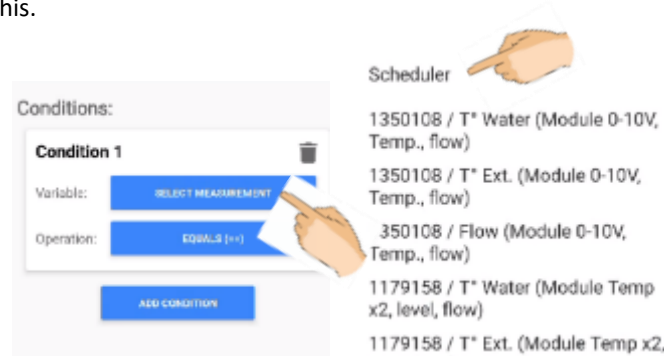 his.
Conditions:
Condition 1
Variable:
SELECT MEASUREMENT
Operation:
EQUALS (==)
ADD CONDITION
Scheduler
1350108 / T° Water (Module 0-10V,
Temp., flow)
1350108 / T° Ext. (Module 0-10V,
Temp., flow)
350108 / Flow (Module 0-10V,
Temp., flow)
1179158 / T° Water (Module Temp
x2, level, flow)
1179158 / T° Ext. (Module Temp x2,